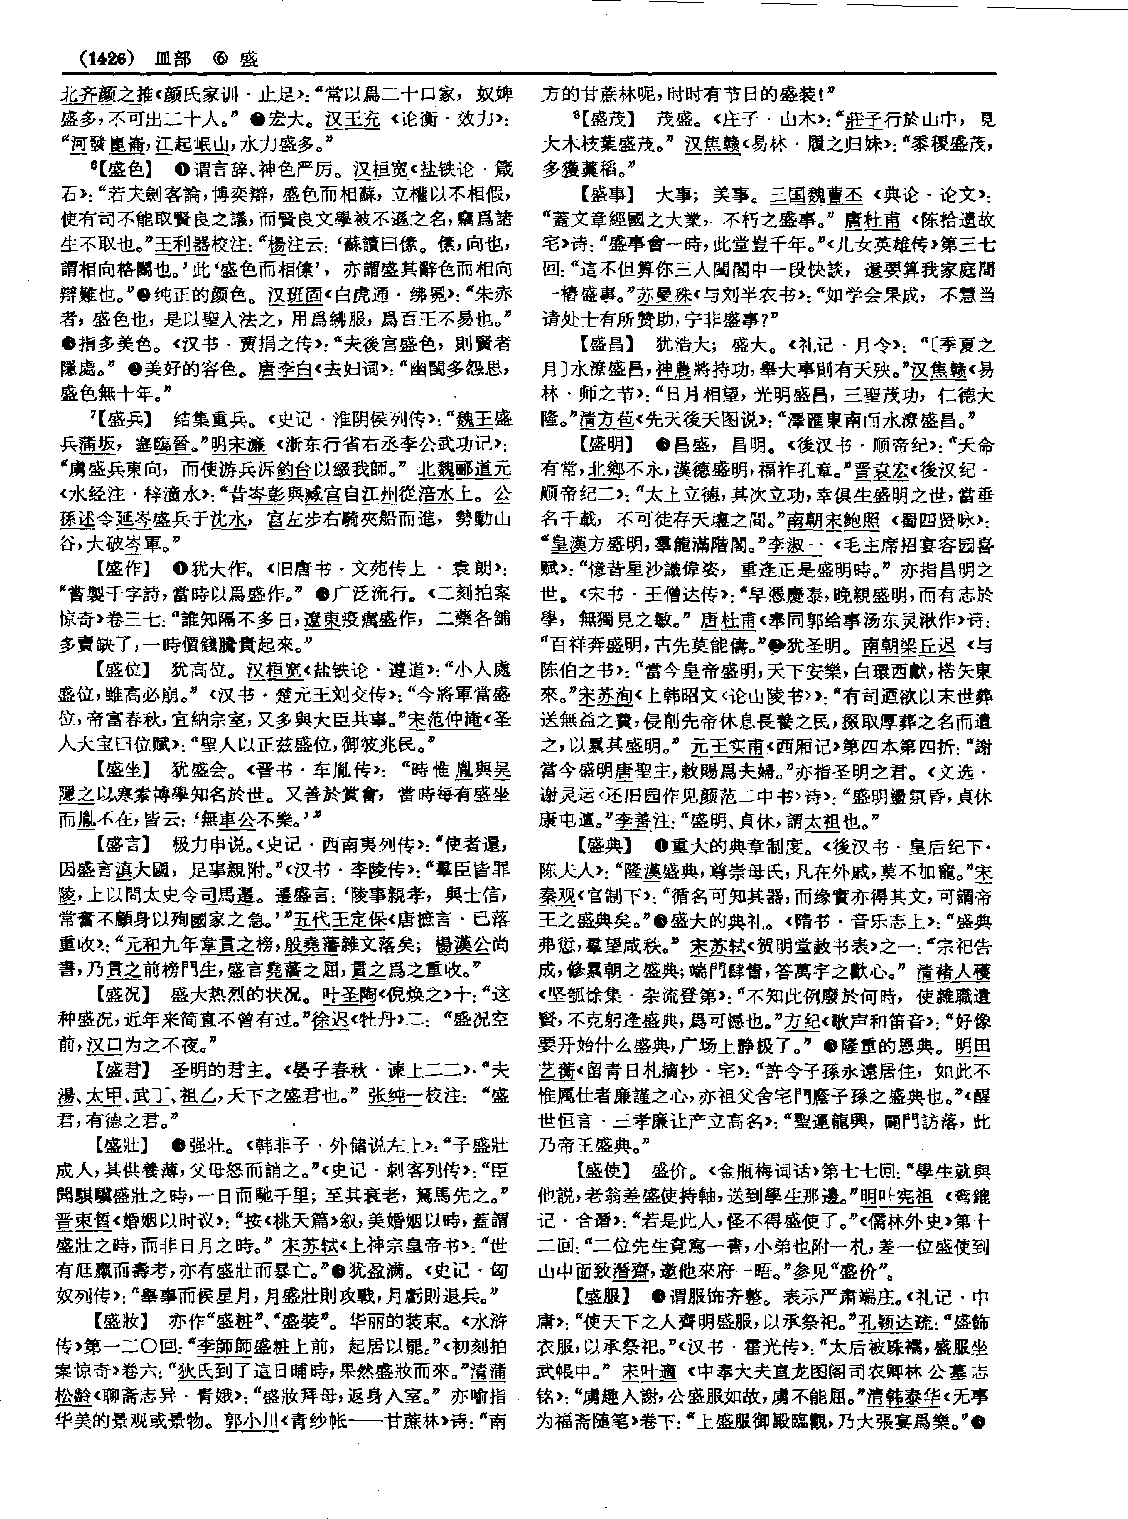 (1426) 皿部 ⑥ 盛
北齐颜之推《颜氏家训·止足》：“常以爲二十口家，奴婢
盛多，不可出二十人。” ❷宏大。 汉王充《论衡·效力》：
“河發崑崙，江起岷山，水力盛多。”
6【盛色】 ❶谓言辞、神色严厉。汉桓宽《盐铁论·箴
石》：“若夫劍客論，博奕辯，盛色而相蘇，立權以不相假，
使有司不能取賢良之議，而賢良文學被不遜之名，竊爲諸
生不取也。”王利器校注：“楊注云：‘蘇讀曰傃。傃，向也，
謂相向格鬭也。’此‘盛色而相傃’，亦謂盛其辭色而相向
辯難也。”❷纯正的颜色。汉班固《白虎通·绋冕》：“朱赤
者，盛色也，是以聖人法之，用爲紼服，爲百王不易也。”
❸指多美色。《汉书·贾捐之传》：“夫後宫盛色，則賢者
隱處。” ❹美好的容色。唐李白《去妇词》：“幽閨多怨思，
盛色無十年。”
7【盛兵】 结集重兵。《史记·淮阴侯列传》：“魏王盛
兵蒲坂，塞臨晉。”明宋濂《浙东行省右丞李公武功记》：
“虜盛兵東向，而使游兵泝釣台以綴我師。” 北魏郦道元
《水经注·梓潼水》：“昔岑彭與臧宫自江州從涪水上。公
孫述令延岑盛兵于沈水，宫左步右騎夾船而進，勢動山
谷，大破岑軍。”
【盛作】 ❶犹大作。《旧唐书·文苑传上·袁朗》：
“嘗製千字詩，當時以爲盛作。” ❷广泛流行。《二刻拍案
惊奇》卷三七：“誰知隔不多日，遼東疫癘盛作，二藥各鋪
多賣缺了，一時價錢騰貴起來。”
【盛位】 犹高位。汉桓宽《盐铁论·遵道》：“小人處
盛位，雖高必崩。” 《汉书·楚元王刘交传》：“今將軍當盛
位，帝富春秋，宜納宗室，又多與大臣共事。”宋范仲淹《圣
人大宝曰位赋》：“聖人以正兹盛位，御彼兆民。”
【盛坐】 犹盛会。《晋书·车胤传》：“時惟胤與吴
隱之以寒素博學知名於世。又善於賞會，當時每有盛坐
而胤不在，皆云：‘無車公不樂。’”
【盛言】 极力申说。《史记·西南夷列传》：“使者還，
因盛言滇大國，足事親附。”《汉书·李陵传》：“羣臣皆罪
陵，上以問太史令司馬遷。遷盛言：‘陵事親孝，與士信，
常奮不顧身以殉國家之急。’”五代王定保《唐摭言·已落
重收》：“元和九年韋貫之榜，殷堯藩雜文落矣；楊漢公尚
書，乃貫之前榜門生，盛言堯藩之屈，貫之爲之重收。”
【盛况】 盛大热烈的状况。叶圣陶《倪焕之》十：“这
种盛况，近年来简直不曾有过。”徐迟《牡丹》二：“盛况空
前，汉口为之不夜。”
【盛君】 圣明的君主。《晏子春秋·谏上二二》：“夫
湯、太甲、武丁、祖乙，天下之盛君也。” 张纯一校注：“盛
君，有德之君。”
【盛壯】 ❶强壮。《韩非子·外储说左上》：“子盛壯
成人，其供養薄，父母怒而誚之。”《史记·刺客列传》：“臣
聞騏驥盛壯之時，一日而馳千里；至其衰老，駑馬先之。”
晋束晳《婚姻以时议》：“按《桃夭篇》叙，美婚姻以時，蓋謂
盛壯之時，而非日月之時。” 宋苏轼《上神宗皇帝书》：“世
有尫羸而壽考，亦有盛壯而暴亡。”❷犹盈满。《史记·匈
奴列传》：“舉事而候星月，月盛壯則攻戰，月虧則退兵。”
【盛妝】 亦作“盛粧”、“盛裝”。华丽的装束。《水浒
传》第一二〇回：“李師師盛粧上前，起居以罷。”《初刻拍
案惊奇》卷六：“狄氏到了這日晡時，果然盛妝而來。”清蒲
松龄《聊斋志异·青娥》：“盛妝拜母，返身入室。” 亦喻指
华美的景观或景物。郭小川《青纱帐——甘蔗林》诗：“南
方的甘蔗林呢，时时有节日的盛装！”
8【盛茂】 茂盛。《庄子·山木》：“莊子行於山中，見
大木枝葉盛茂。” 汉焦赣《易林·履之归妹》：“黍稷盛茂，
多獲藁稻。”
【盛事】 大事；美事。三国魏曹丕《典论·论文》：
“蓋文章經國之大業，不朽之盛事。” 唐杜甫《陈拾遗故
宅》诗：“盛事會一時，此堂豈千年。”《儿女英雄传》第三七
回：“這不但算你三人閨閣中一段快談，還要算我家庭間
一樁盛事。”苏曼殊《与刘半农书》：“如学会果成，不慧当
请处士有所赞助，宁非盛事？”
【盛昌】 犹浩大；盛大。《礼记·月令》：“〔季夏之
月〕水潦盛昌，神農將持功，舉大事則有天殃。”汉焦赣《易
林·师之节》：“日月相望，光明盛昌，三聖茂功，仁德大
隆。”清方苞《先天後天图说》：“澤匯東南而水潦盛昌。”
【盛明】 ❶昌盛，昌明。《後汉书·顺帝纪》：“天命
有常，北鄉不永，漢德盛明，福祚孔章。”晋袁宏《後汉纪·
顺帝纪二》：“太上立德，其次立功，幸俱生盛明之世，當垂
名千載，不可徒存天壤之間。”南朝宋鲍照《蜀四贤咏》：
“皇漢方盛明，羣龍滿階閣。”李淑一《毛主席招宴容园喜
赋》：“憶昔星沙識偉姿，重逢正是盛明時。” 亦指昌明之
世。《宋书·王僧达传》：“早憑慶泰，晚親盛明，而有志於
學，無獨見之敏。” 唐杜甫《奉同郭给事汤东灵湫作》诗：
“百祥奔盛明，古先莫能儔。”❷犹圣明。南朝梁丘迟《与
陈伯之书》：“當今皇帝盛明，天下安樂，白環西獻，楛矢東
來。”宋苏洵《上韩昭文〈论山陵书〉》：“有司迺欲以末世葬
送無益之費，侵削先帝休息長養之民，掇取厚葬之名而遺
之，以累其盛明。” 元王实甫《西厢记》第四本第四折：“謝
當今盛明唐聖主，敕賜爲夫婦。”亦指圣明之君。《文选·
谢灵运〈还旧园作见颜范二中书〉诗》：“盛明盪氛昏，貞休
康屯邅。”李善注：“盛明、貞休，謂太祖也。”
【盛典】 ❶重大的典章制度。《後汉书·皇后纪下·
陈夫人》：“隆漢盛典，尊崇母氏，凡在外戚，莫不加寵。”宋
秦观《官制下》：“循名可知其器，而缘實亦得其文，可謂帝
王之盛典矣。”❷盛大的典礼。《隋书·音乐志上》：“盛典
弗愆，羣望咸秩。” 宋苏轼《贺明堂赦书表》之一：“宗祀告
成，修累朝之盛典；端門肆眚，答萬宇之歡心。” 清褚人穫
《坚瓠馀集·杂流登第》：“不知此例廢於何時，使雜職遺
賢，不克躬逢盛典，爲可憾也。”方纪《歌声和笛音》：“好像
要开始什么盛典，广场上静极了。” ❸隆重的恩典。明田
艺蘅《留青日札摘抄·宅》：“許令子孫永遠居住，如此不
惟厲仕者廉謹之心，亦祖父舍宅門廕子孫之盛典也。”《醒
世恒言·三孝廉让产立高名》：“聖運龍興，闢門訪落，此
乃帝王盛典。”
【盛使】 盛价。《金瓶梅词话》第七七回：“學生就與
他説，老翁差盛使持軸，送到學生那邊。”明叶宪祖《鸾鎞
记·合谮》：“若是此人，怪不得盛使了。”《儒林外史》第十
二回：“二位先生竟寫一書，小弟也附一札，差一位盛使到
山中面致潛齋，邀他來府一晤。”参见“盛价”。
【盛服】 ❶谓服饰齐整。表示严肃端庄。《礼记·中
庸》：“使天下之人齊明盛服，以承祭祀。”孔颖达疏：“盛飾
衣服，以承祭祀。”《汉书·霍光传》：“太后被珠襦，盛服坐
武帳中。” 宋叶適《中奉大夫直龙图阁司农卿林公墓志
铭》：“虜趣入謝，公盛服如故，虜不能屈。”清韩泰华《无事
为福斋随笔》卷下：“上盛服御殿臨觀，乃大張宴爲樂。”❷